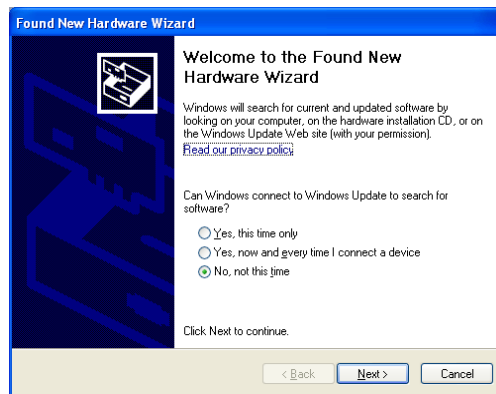 Found New Hardware Wizard
Welcome to the Found New
Hardware Wizard
Windows will search for current and updated software by
looking on your computer, on the hardware installation CD, or on
the Windows Update Web site (with your permission).
Read our privacy policy
Can Windows connect to Windows Update to search for
software?
Yes, this time only
Yes, now and every time I connect a device
No, not this time
Click Next to continue.
< Back Next > Cancel